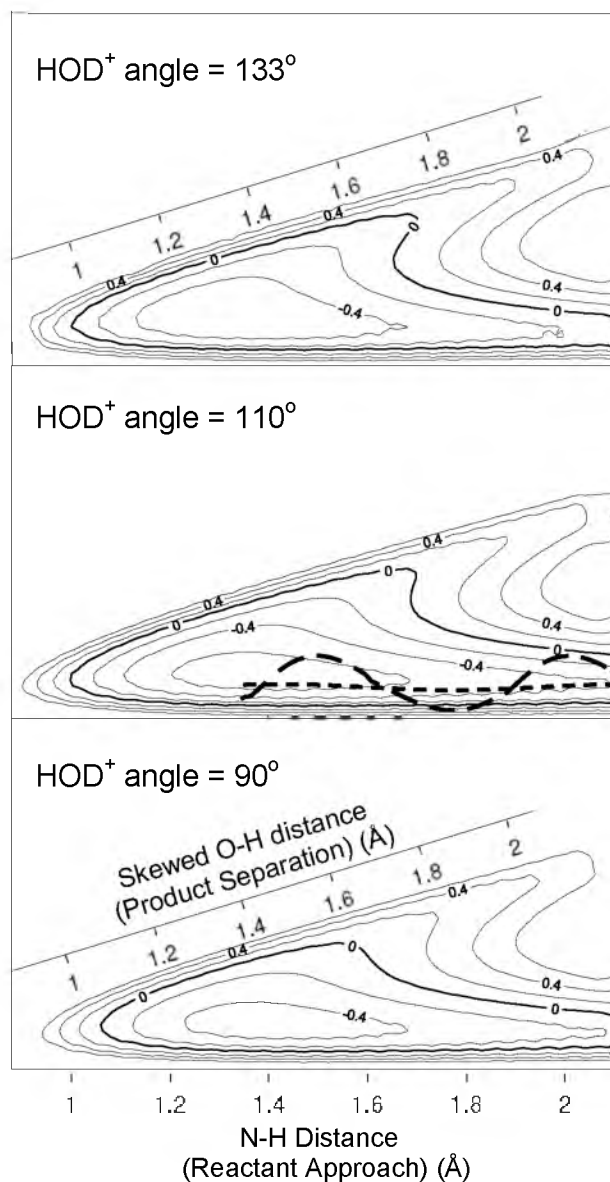 HOD⁺ angle = 133°
1 1.2 1.4 1.6 1.8 2
0.4 0 0.4 0.4 0
-0.4
0.4
0
HOD⁺ angle = 110°
0.4 0 0.4 0
-0.4
0.4
0
-0.4
HOD⁺ angle = 90°
Skewed O-H distance
(Product Separation) (Å)
1 1.2 1.4 1.6 1.8 2
0.4 0 0.4 0.4
0
-0.4
0
0.4
1 1.2 1.4 1.6 1.8 2
N-H Distance
(Reactant Approach) (Å)